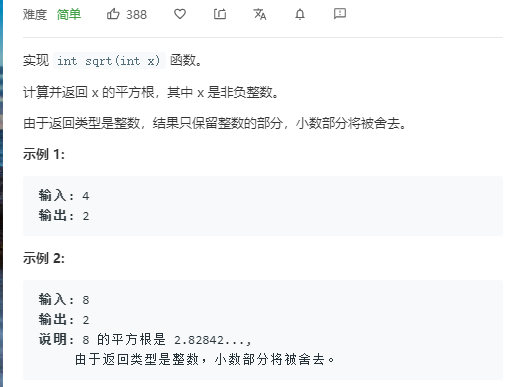 难度 简单 388
实现 int sqrt(int x) 函数。
计算并返回 x 的平方根，其中 x 是非负整数。
由于返回类型是整数，结果只保留整数的部分，小数部分将被舍去。
示例 1:
输入: 4
输出: 2
示例 2:
输入: 8
输出: 2
说明: 8 的平方根是 2.82842...,
由于返回类型是整数，小数部分将被舍去。